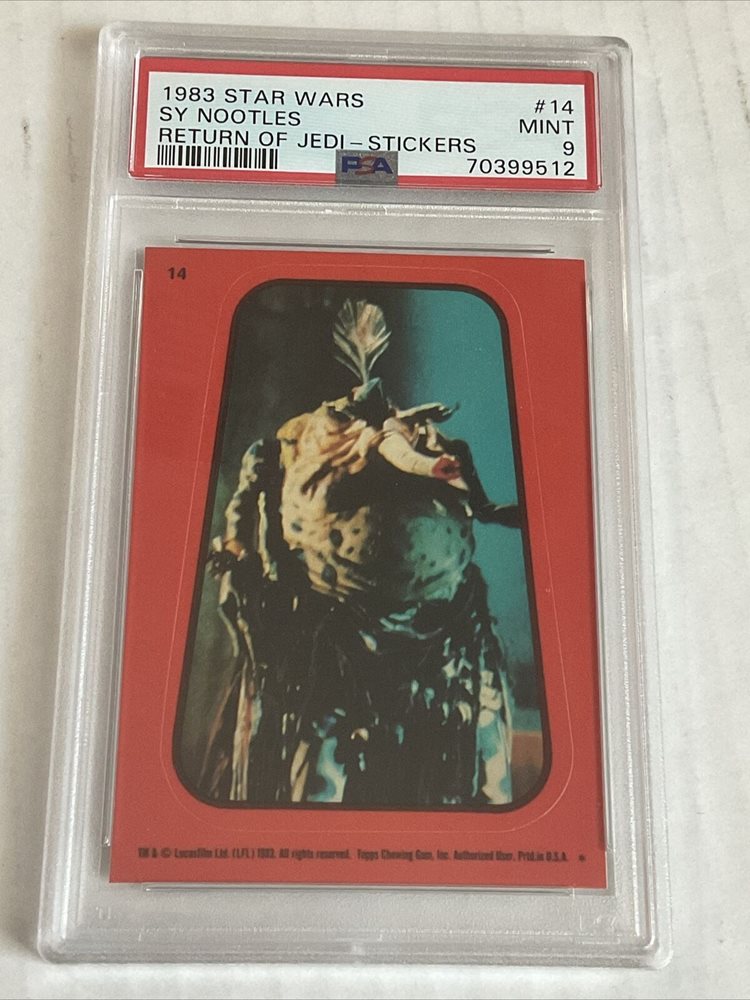 1983 STAR WARS #14
SY NOOTLES MINT
RETURN OF JEDI-STICKERS 9
PSA 70399512
14
TM & © Lucasfilm Ltd. (LFL) 1983. All rights reserved. Topps Chewing Gum, Inc. Authorized User. Prtd. in U.S.A. *